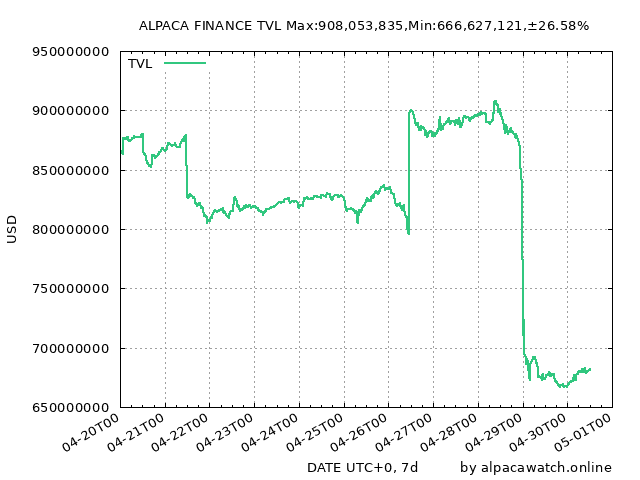 ALPACA FINANCE TVL Max:908,053,835,Min:666,627,121,±26.58%
950000000
TVL
900000000
850000000
800000000
750000000
700000000
650000000
USD
04-20T00
04-21T00
04-22T00
04-23T00
04-24T00
04-25T00
04-26T00
04-27T00
04-28T00
04-29T00
04-30T00
05-01T00
DATE UTC+0, 7d
by alpacawatch.online